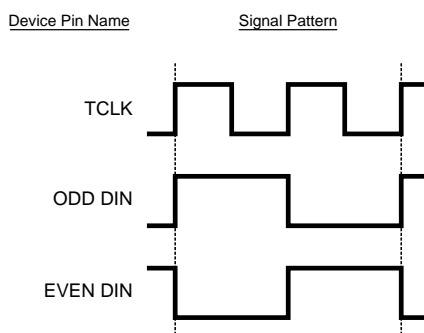 Device Pin Name Signal Pattern
TCLK
ODD DIN
EVEN DIN